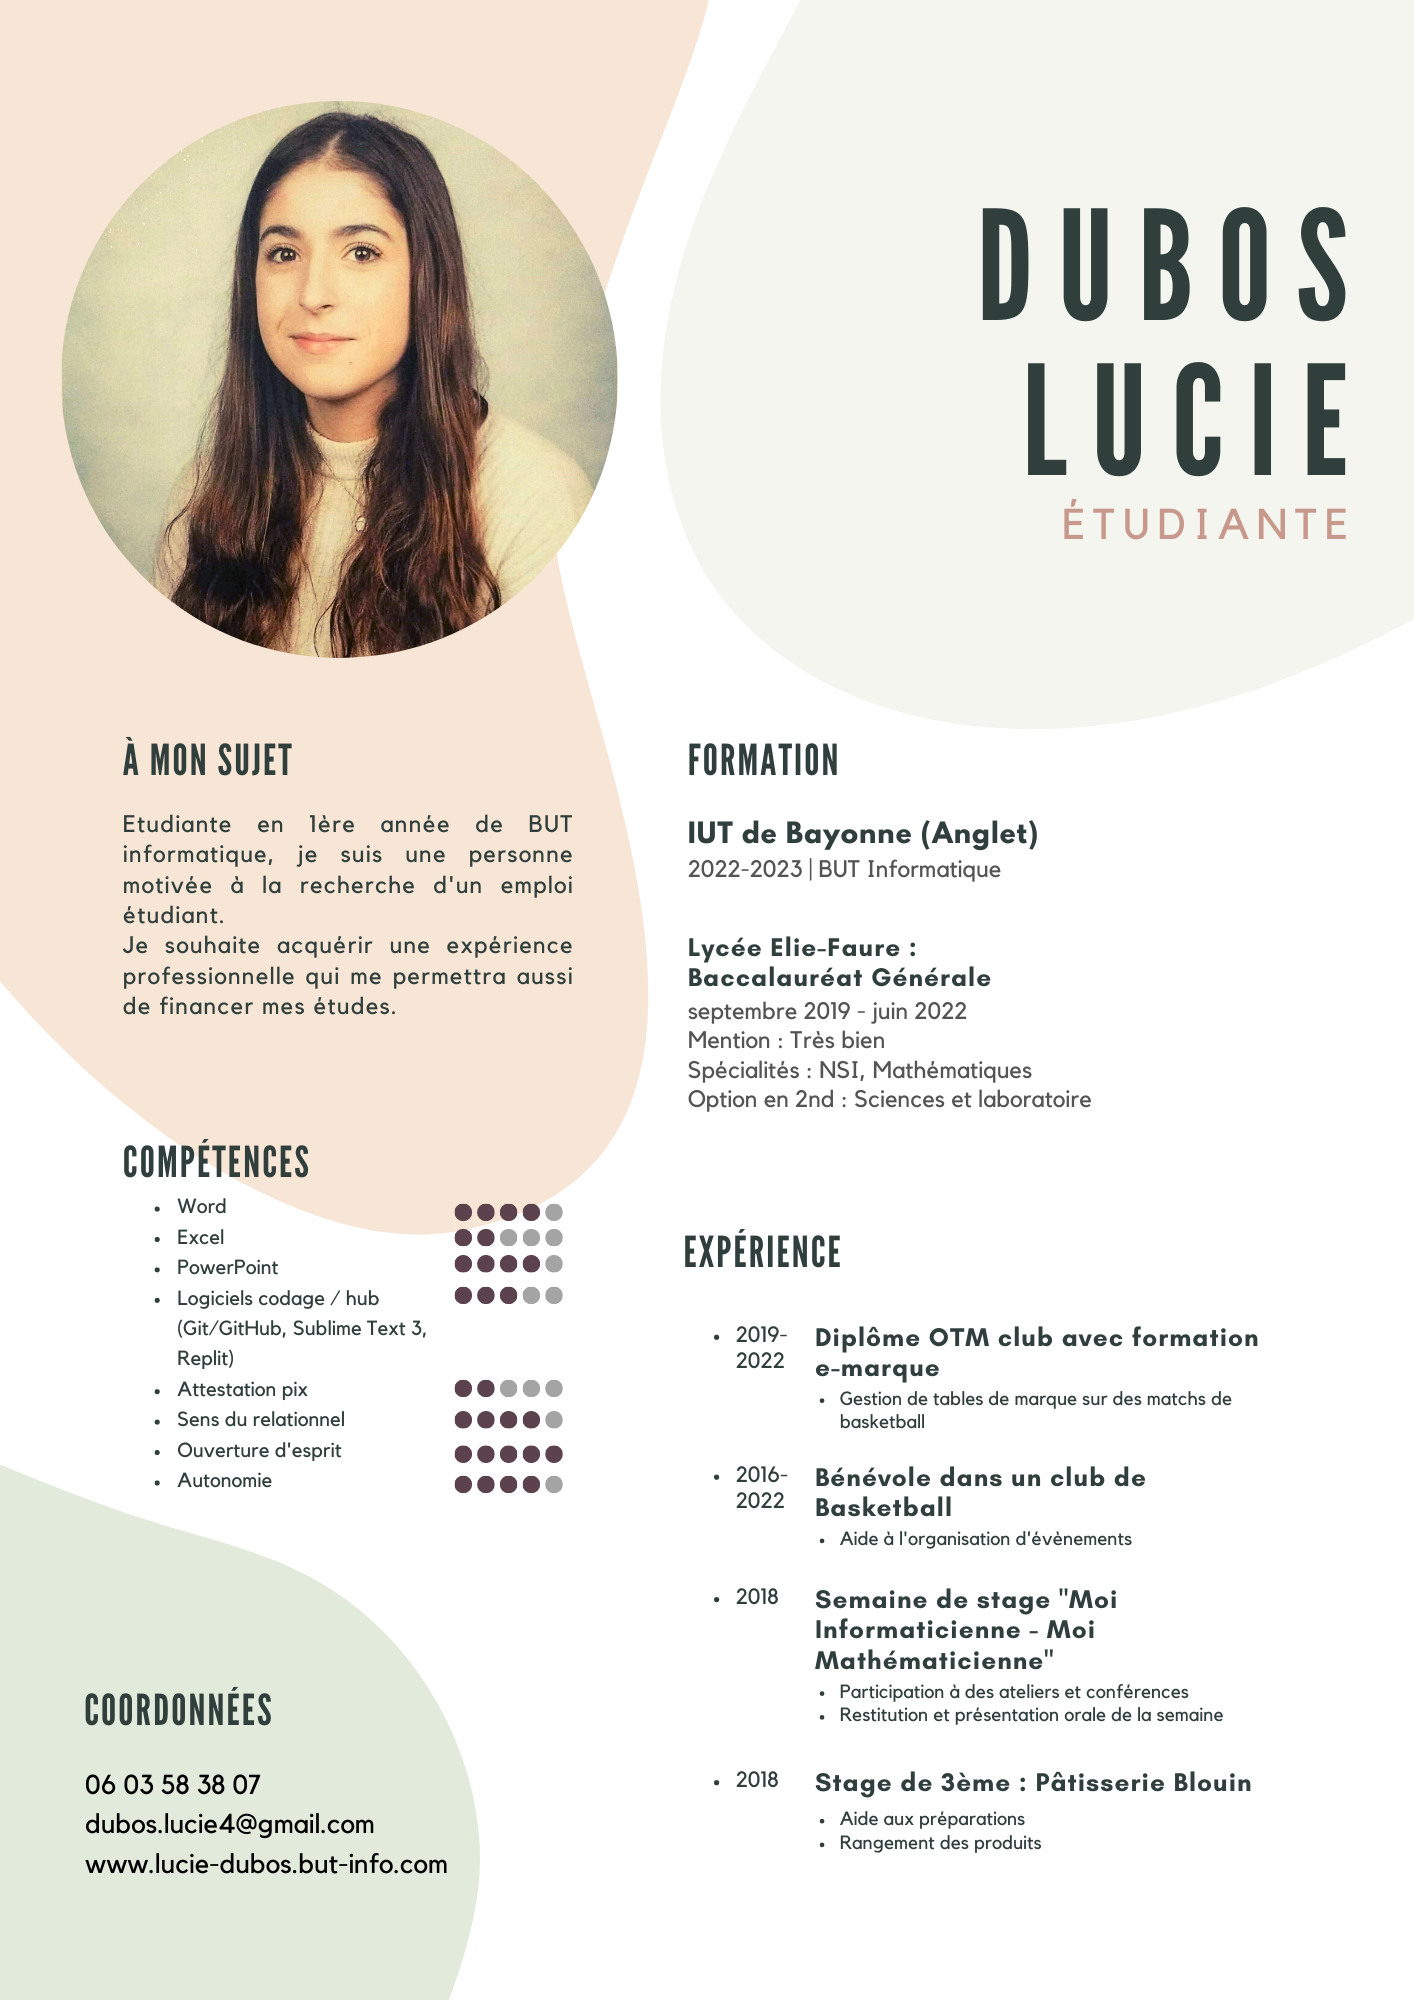 DUBOS
LUCIE
ÉTUDIANTE
À MON SUJET
Etudiante en 1ère année de BUT
informatique, je suis une personne
motivée à la recherche d'un emploi
étudiant.
Je souhaite acquérir une expérience
professionnelle qui me permettra aussi
de financer mes études.
COMPÉTENCES
• Word
• Excel
• PowerPoint
• Logiciels codage / hub
(Git/GitHub, Sublime Text 3,
Replit)
• Attestation pix
• Sens du relationnel
• Ouverture d'esprit
• Autonomie
COORDONNÉES
06 03 58 38 07
dubos.lucie4@gmail.com
www.lucie-dubos.but-info.com
FORMATION
IUT de Bayonne (Anglet)
2022-2023 | BUT Informatique
Lycée Elie-Faure :
Baccalauréat Générale
septembre 2019 - juin 2022
Mention : Très bien
Spécialités : NSI, Mathématiques
Option en 2nd : Sciences et laboratoire
EXPÉRIENCE
• 2019-
2022
Diplôme OTM club avec formation
e-marque
• Gestion de tables de marque sur des matchs de
basketball
• 2016-
2022
Bénévole dans un club de
Basketball
• Aide à l'organisation d'évènements
• 2018
Semaine de stage "Moi
Informaticienne - Moi
Mathématicienne"
• Participation à des ateliers et conférences
• Restitution et présentation orale de la semaine
• 2018
Stage de 3ème : Pâtisserie Blouin
• Aide aux préparations
• Rangement des produits